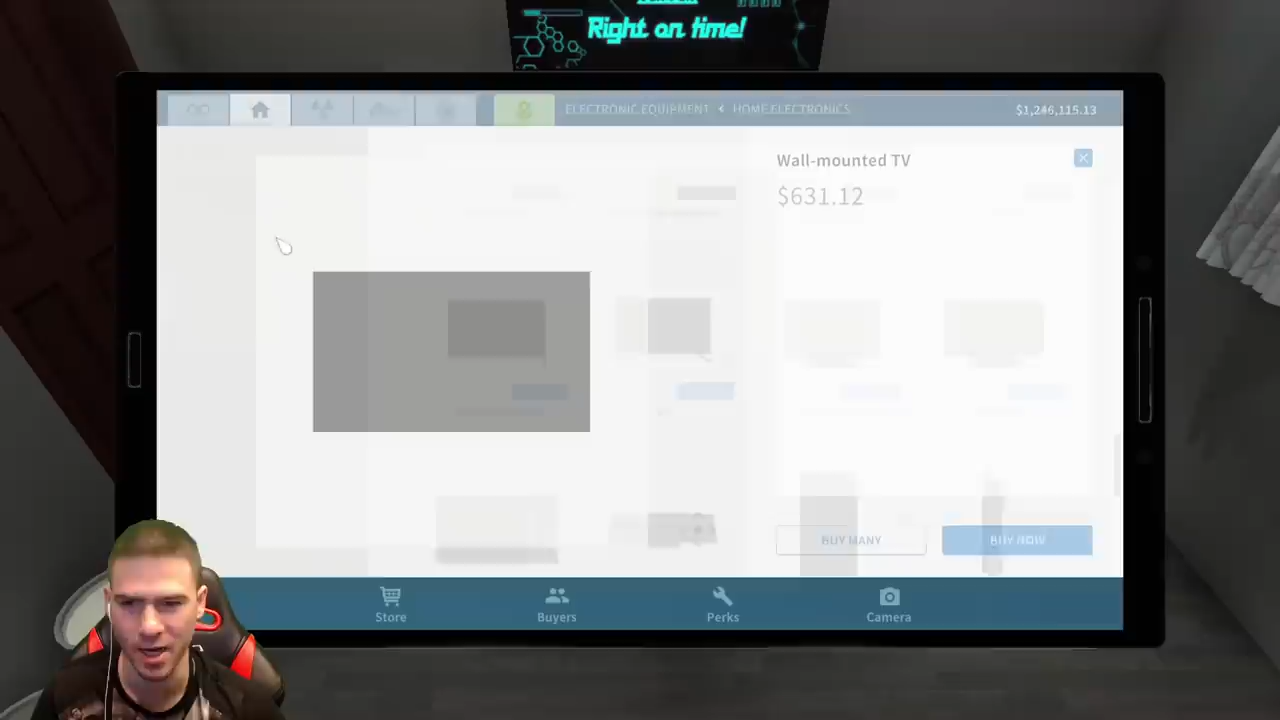 Right on time!
ELECTRONIC EQUIPMENT < HOME ELECTRONICS
$1,246,115.13
Wall-mounted TV
$631.12
BUY MANY
BUY NOW
Store
Buyers
Perks
Camera